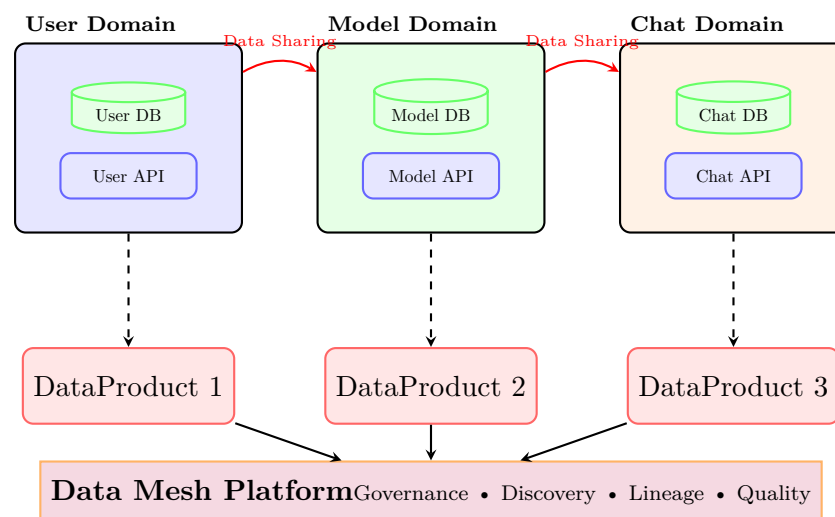 User Domain
Model Domain
Chat Domain
Data Sharing
Data Sharing
User DB
Model DB
Chat DB
User API
Model API
Chat API
DataProduct 1
DataProduct 2
DataProduct 3
Data Mesh PlatformGovernance • Discovery • Lineage • Quality